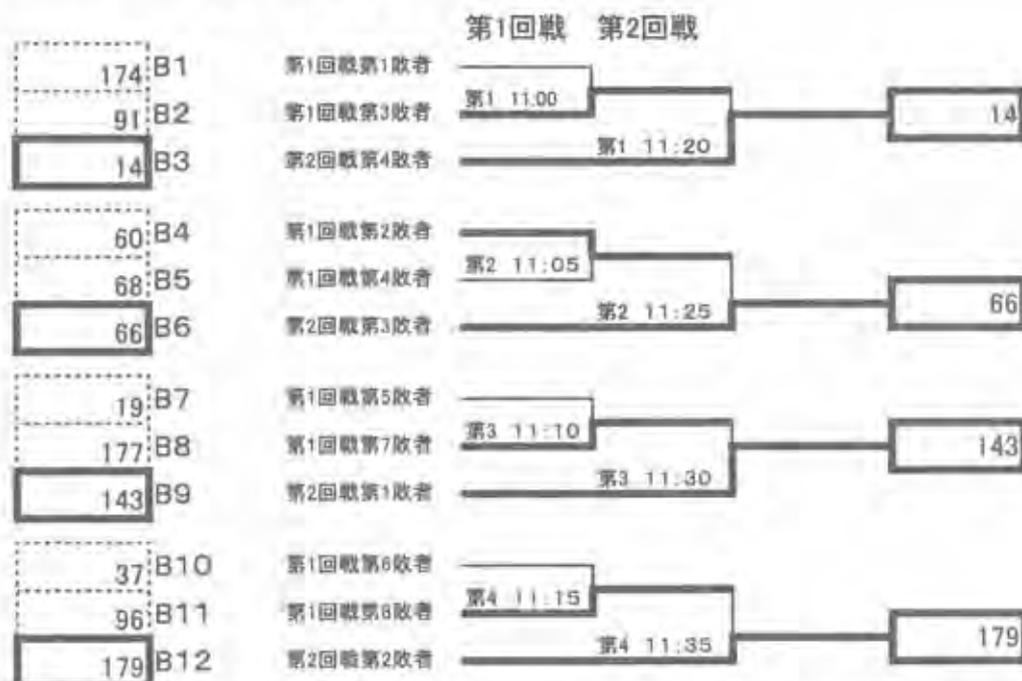 第1回戦 第2回戦
174 B1 第1回戦第1敗者
第1 11:00
91 B2 第1回戦第3敗者
14
14 B3 第2回戦第4敗者 第1 11:20
60 B4 第1回戦第2敗者
第2 11:05
68 B5 第1回戦第4敗者
66
66 B6 第2回戦第3敗者 第2 11:25
19 B7 第1回戦第5敗者
第3 11:10
177 B8 第1回戦第7敗者
143
143 B9 第2回戦第1敗者 第3 11:30
37 B10 第1回戦第6敗者
第4 11:15
96 B11 第1回戦第8敗者
179
179 B12 第2回戦第2敗者 第4 11:35